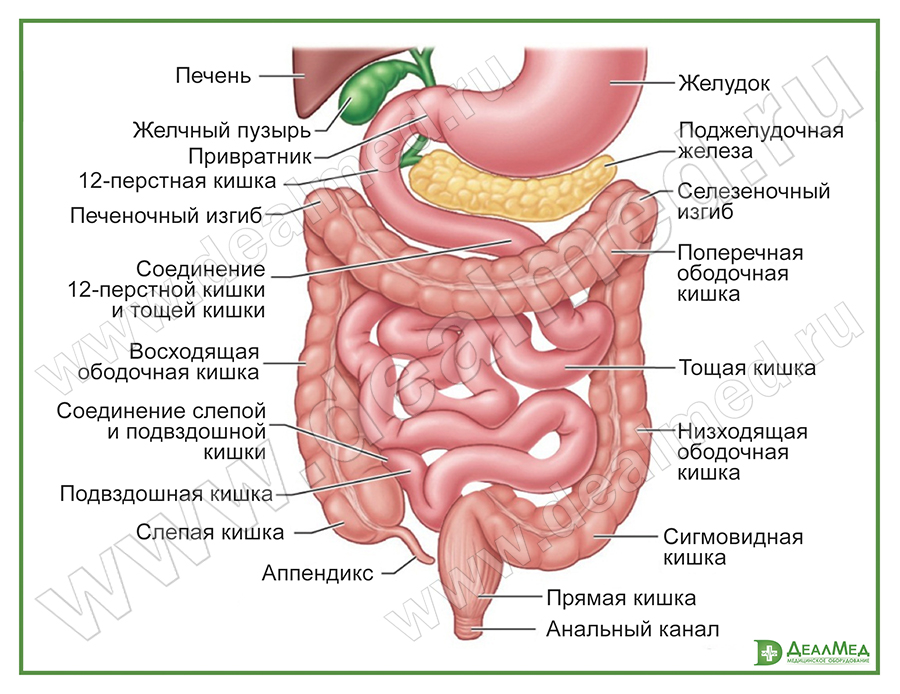 Печень
Желчный пузырь
Привратник
12-перстная кишка
Печеночный изгиб
Соединение
12-перстной кишки
и тощей кишки
Восходящая
ободочная кишка
Соединение слепой
и подвздошной
кишки
Подвздошная кишка
Слепая кишка
Аппендикс
Желудок
Поджелудочная
железа
Селезеночный
изгиб
Поперечная
ободочная
кишка
Тощая кишка
Низходящая
ободочная
кишка
Сигмовидная
кишка
Прямая кишка
Анальный канал
www.dealmed.ru
www.dealmed.ru
www.dealmed.ru
ДЕАЛМЕД
МЕДИЦИНСКОЕ ОБОРУДОВАНИЕ